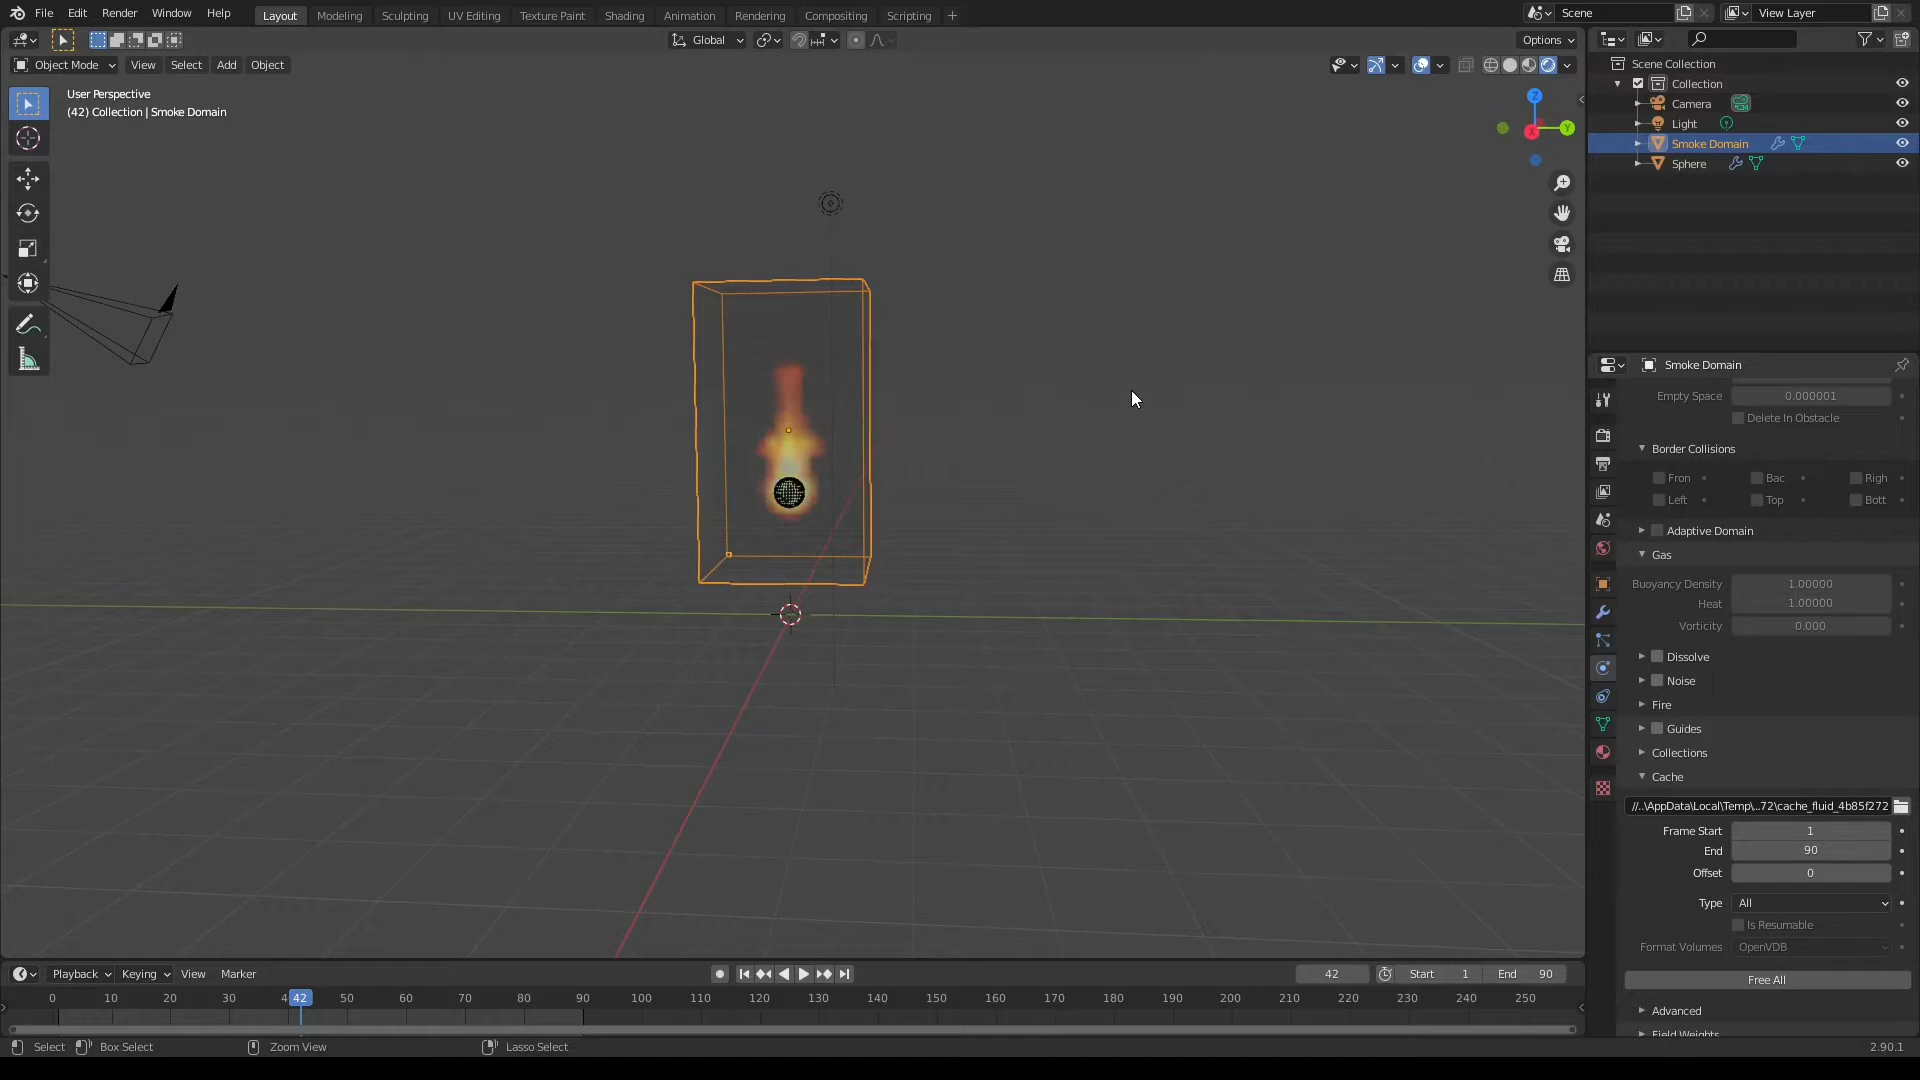 File Edit Render Window Help Layout Modeling Sculpting UV Editing Texture Paint Shading Animation Rendering Compositing Scripting + Scene View Layer
Global Options
Object Mode View Select Add Object
User Perspective
(42) Collection | Smoke Domain
Z
Y
X
Scene Collection
Collection
Camera
Light
Smoke Domain
Sphere
Smoke Domain
Empty Space 0.000001
Delete In Obstacle
Border Collisions
Fron Bac Righ
Left Top Bott
Adaptive Domain
Gas
Buoyancy Density 1.00000
Heat 1.00000
Vorticity 0.000
Dissolve
Noise
Fire
Guides
Collections
Cache
//..\AppData\Local\Temp\...72\cache_fluid_4b85f272
Frame Start 1
End 90
Offset 0
Type All
Is Resumable
Format Volumes OpenVDB
Free All
Advanced
Field Weights
Playback Keying View Marker 42 Start 1 End 90
0 10 20 30 4 42 50 60 70 80 90 100 110 120 130 140 150 160 170 180 190 200 210 220 230 240 250
Select Box Select Zoom View Lasso Select 2.90.1